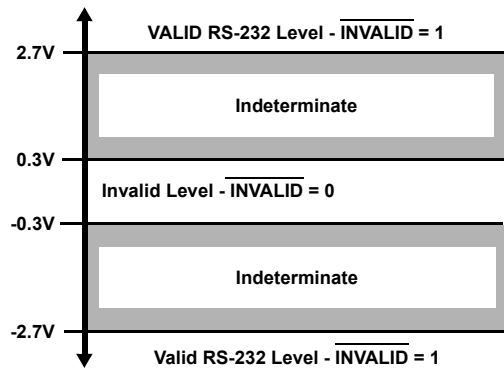 VALID RS-232 Level - INVALID = 1
2.7V
Indeterminate
0.3V
Invalid Level - INVALID = 0
-0.3V
Indeterminate
-2.7V
Valid RS-232 Level - INVALID = 1